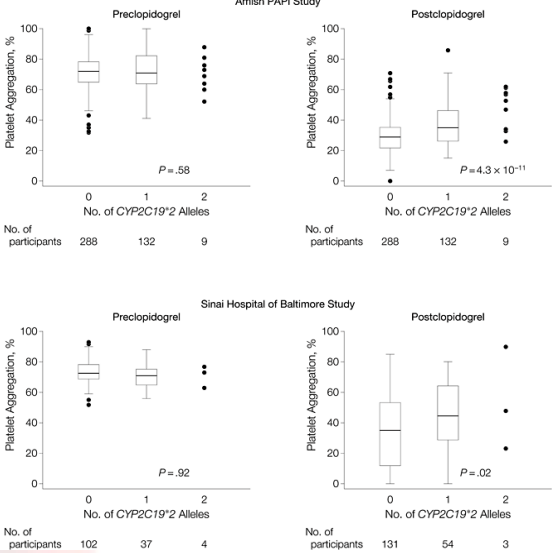 Amish PAPI Study
Preclopidogrel
Postclopidogrel
Platelet Aggregation, %
100
80
60
40
20
0
P = .58
0 1 2
No. of CYP2C19*2 Alleles
No. of
participants 288 132 9
Platelet Aggregation, %
100
80
60
40
20
0
P = 4.3 × 10⁻¹¹
0 1 2
No. of CYP2C19*2 Alleles
No. of
participants 288 132 9
Sinai Hospital of Baltimore Study
Preclopidogrel
Postclopidogrel
Platelet Aggregation, %
100
80
60
40
20
0
P = .92
0 1 2
No. of CYP2C19*2 Alleles
No. of
participants 102 37 4
Platelet Aggregation, %
100
80
60
40
20
0
P = .02
0 1 2
No. of CYP2C19*2 Alleles
No. of
participants 131 54 3